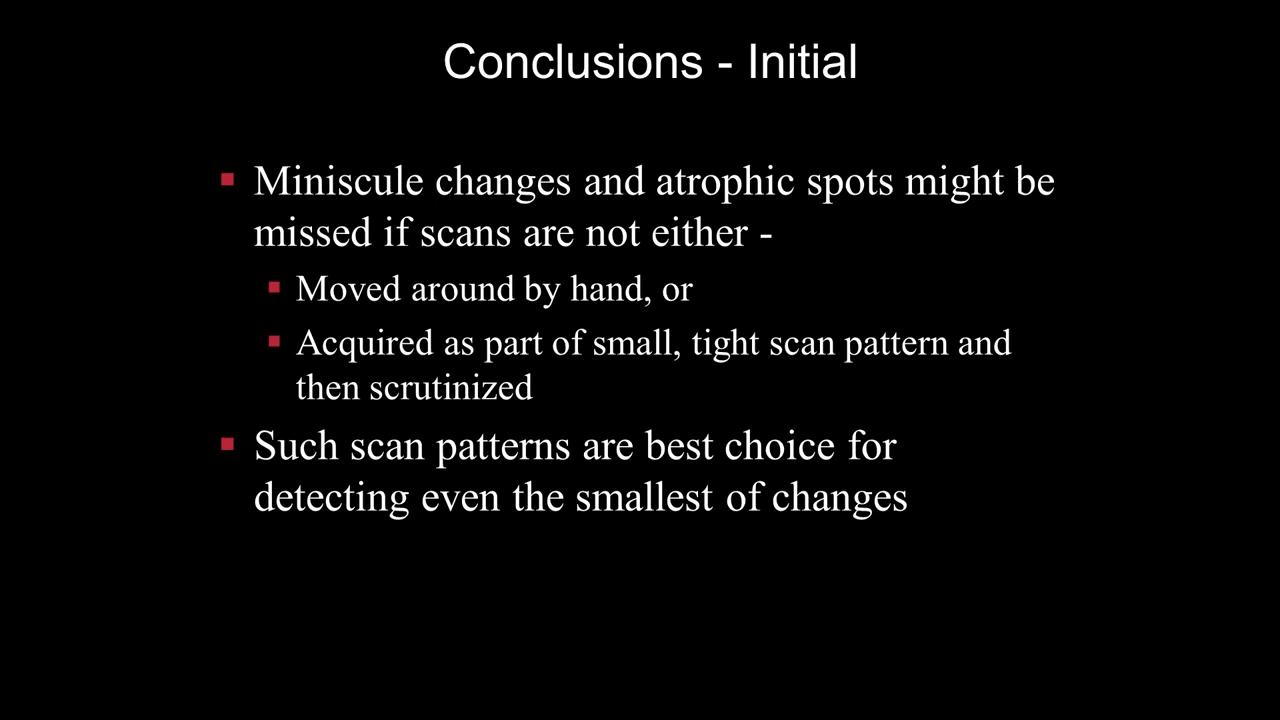 Conclusions - Initial
Miniscule changes and atrophic spots might be
missed if scans are not either -
Moved around by hand, or
Acquired as part of small, tight scan pattern and
then scrutinized
Such scan patterns are best choice for
detecting even the smallest of changes